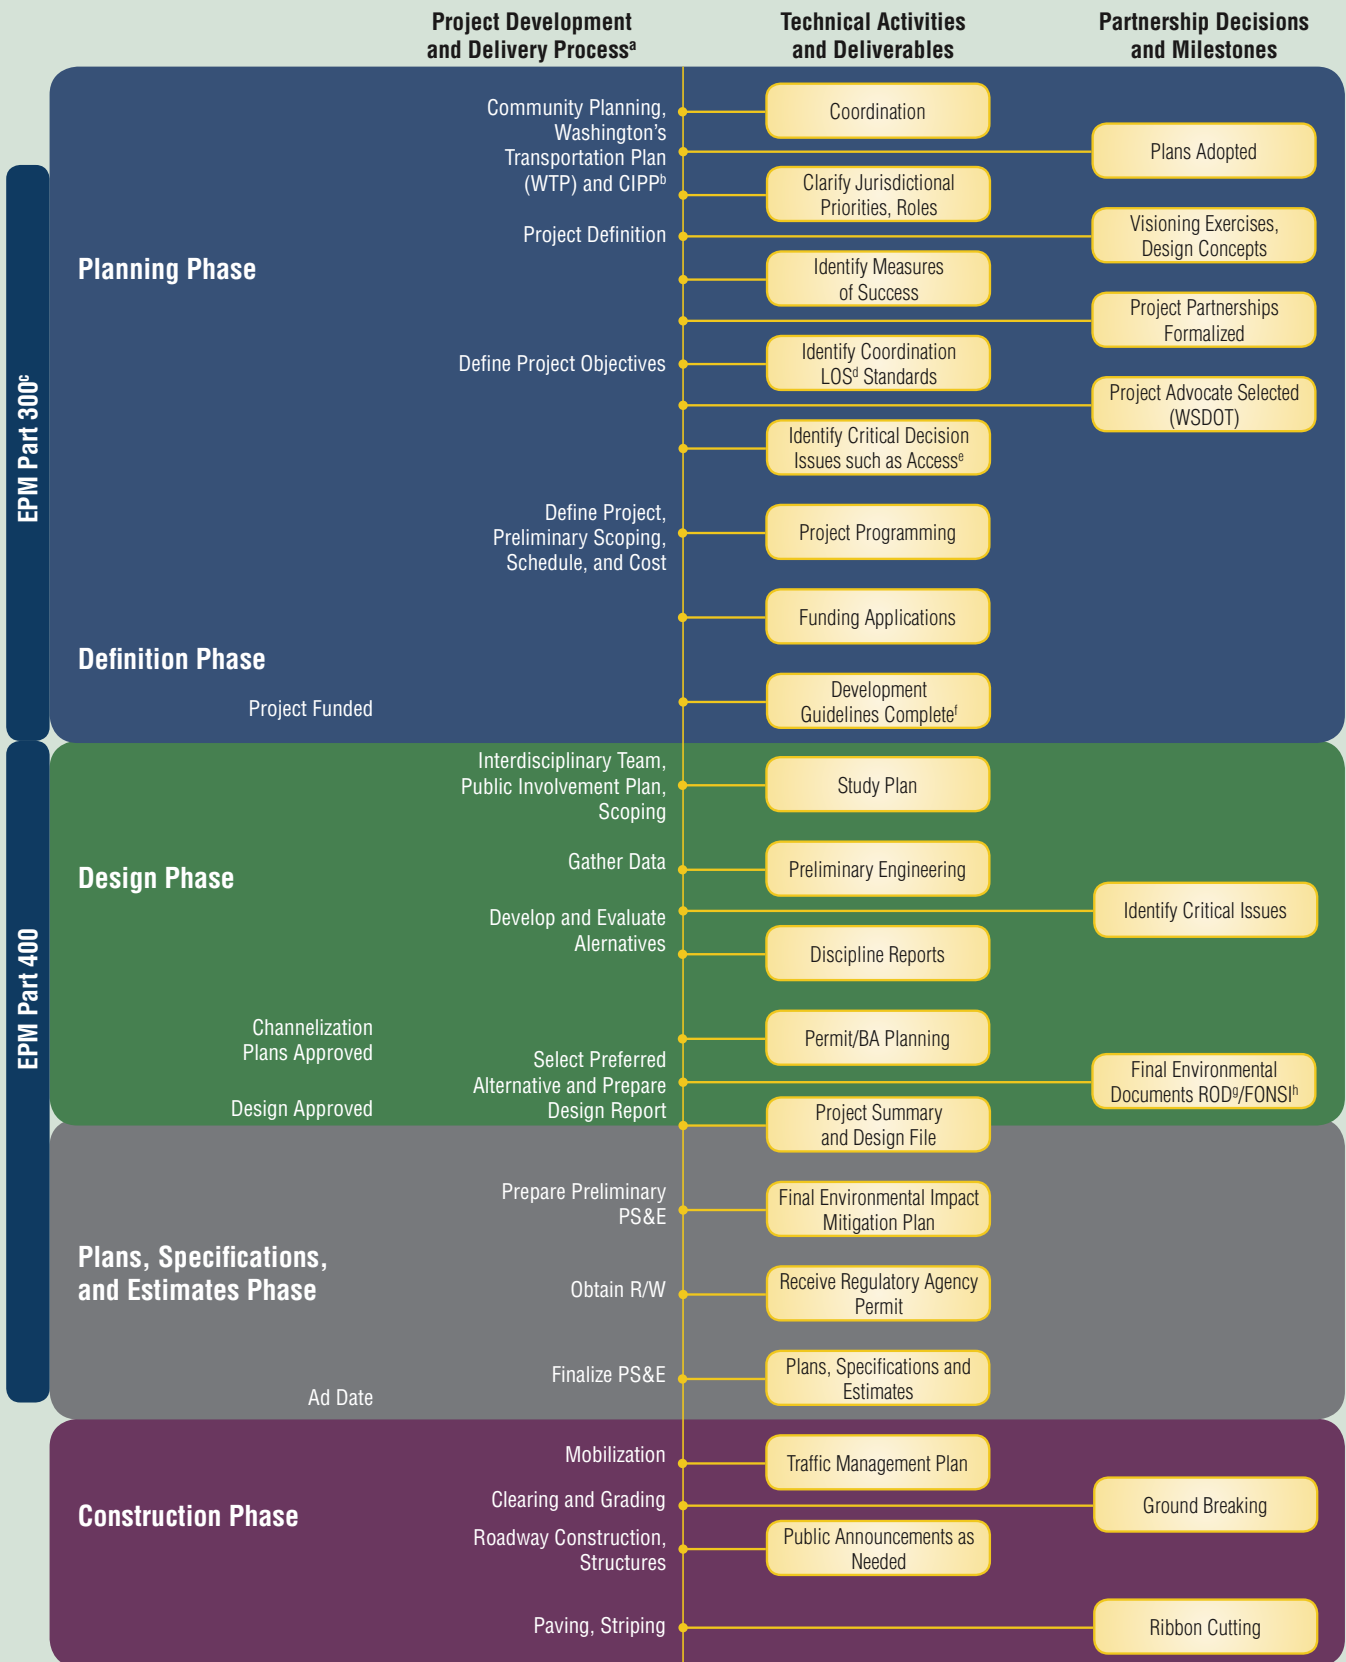 Project Development
and Delivery Processᵃ
Technical Activities
and Deliverables
Partnership Decisions
and Milestones
EPM Part 300ᶜ
Planning Phase
Community Planning,
Washington’s
Transportation Plan
(WTP) and CIPPᵇ
Coordination
Plans Adopted
Clarify Jurisdictional
Priorities, Roles
Project Definition
Visioning Exercises,
Design Concepts
Identify Measures
of Success
Project Partnerships
Formalized
Define Project Objectives
Identify Coordination
LOSᵈ Standards
Project Advocate Selected
(WSDOT)
Identify Critical Decision
Issues such as Accessᵉ
Define Project,
Preliminary Scoping,
Schedule, and Cost
Project Programming
Funding Applications
Definition Phase
Project Funded
Development
Guidelines Completeᶠ
EPM Part 400
Design Phase
Interdisciplinary Team,
Public Involvement Plan,
Scoping
Study Plan
Gather Data
Preliminary Engineering
Identify Critical Issues
Develop and Evaluate
Alernatives
Discipline Reports
Channelization
Plans Approved
Permit/BA Planning
Select Preferred
Alternative and Prepare
Design Report
Final Environmental
Documents RODᵍ/FONSIʰ
Design Approved
Project Summary
and Design File
Plans, Specifications,
and Estimates Phase
Prepare Preliminary
PS&E
Final Environmental Impact
Mitigation Plan
Obtain R/W
Receive Regulatory Agency
Permit
Finalize PS&E
Plans, Specifications and
Estimates
Ad Date
Construction Phase
Mobilization
Traffic Management Plan
Clearing and Grading
Ground Breaking
Roadway Construction,
Structures
Public Announcements as
Needed
Paving, Striping
Ribbon Cutting